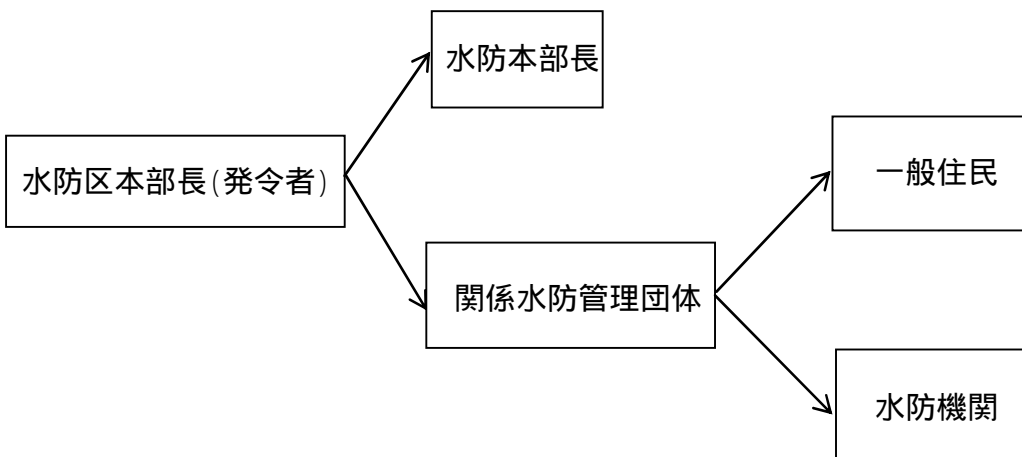 水防本部長
水防区本部長(発令者)
一般住民
関係水防管理団体
水防機関